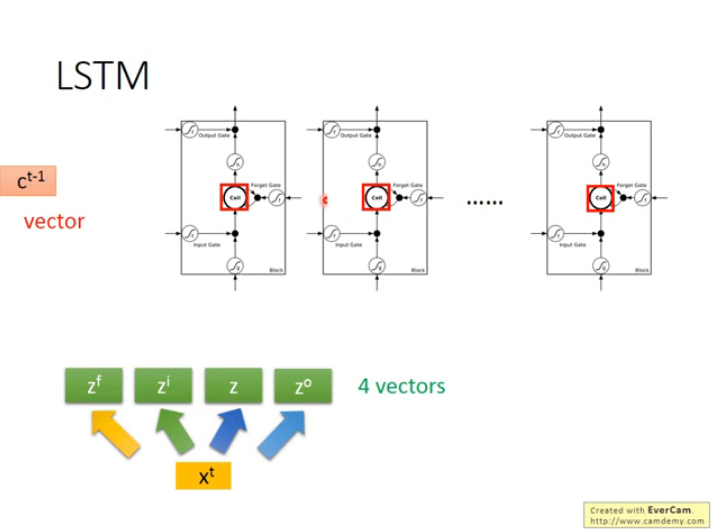 LSTM
Output Gate
Output Gate
Output Gate
h
h
h
c^t-1
Forget Gate
Forget Gate
Forget Gate
Cell
f
Cell
f
......
Cell
f
vector
f
f
f
Input Gate
Input Gate
Input Gate
g
Block
g
Block
g
Block
z^f
z^i
z
z^o
4 vectors
x^t
Created with EverCam.
http://www.camdemy.com